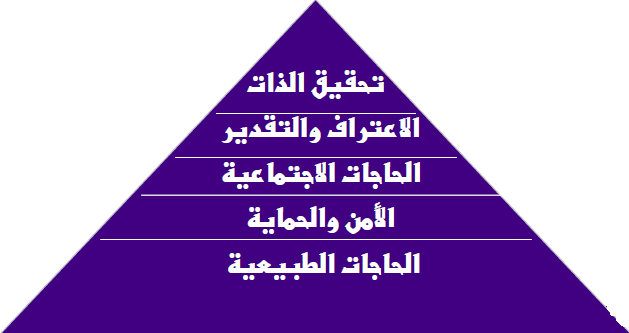 تحقيق الذات
الاعتراف والتقدير
الحاجات الاجتماعية
الأمن والحماية
الحاجات الطبيعية